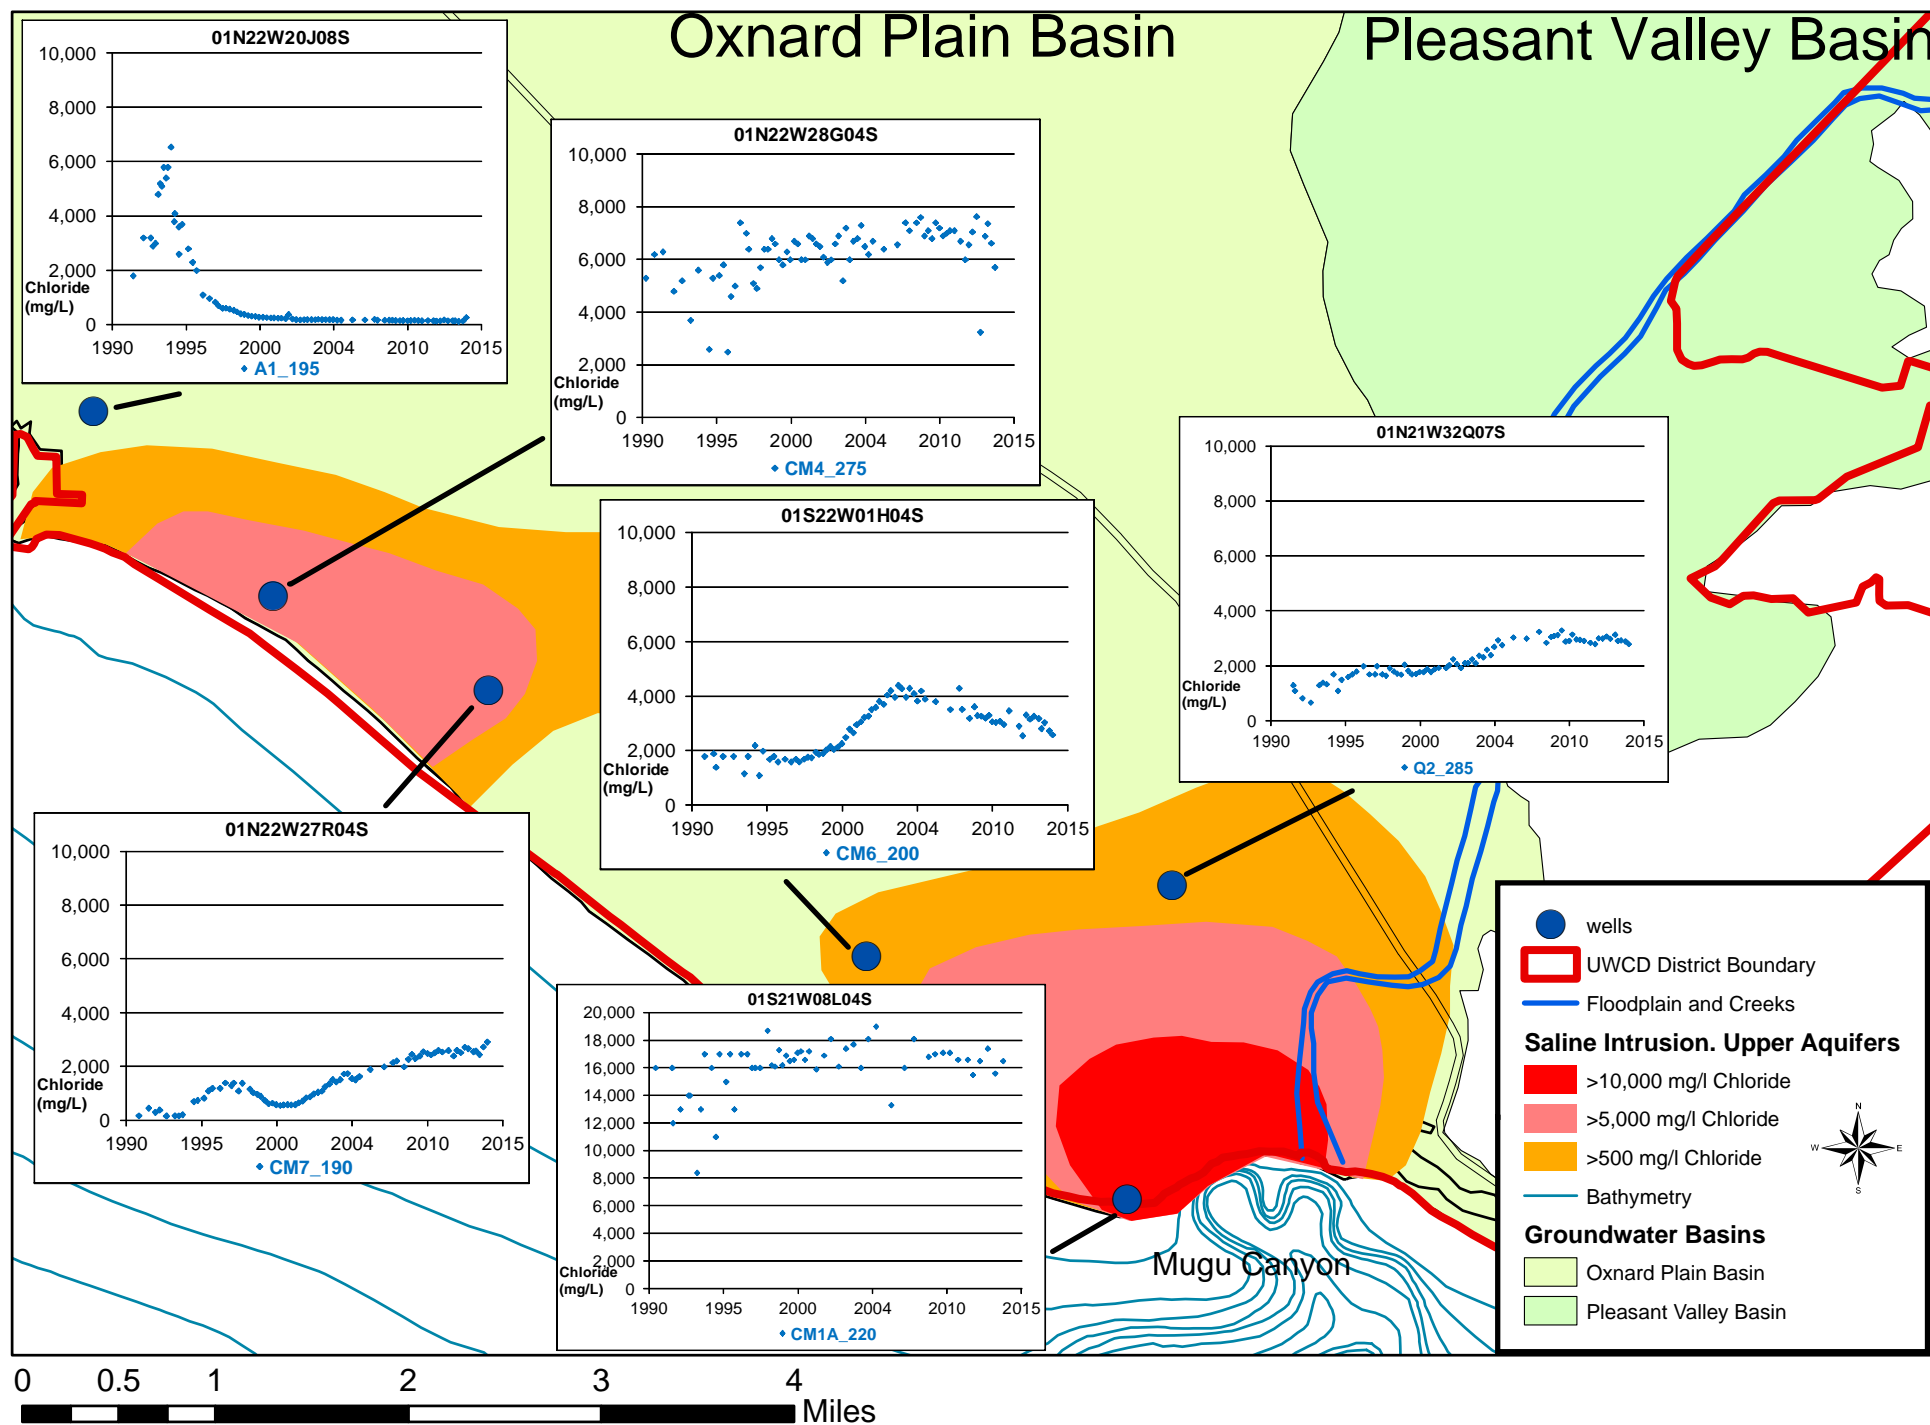 Oxnard Plain Basin
Pleasant Valley Basin
01N22W20J08S
10,000
8,000
6,000
4,000
2,000
0
Chloride
(mg/L)
1990 1995 2000 2004 2010 2015
A1_195
01N22W28G04S
10,000
8,000
6,000
4,000
2,000
0
Chloride
(mg/L)
1990 1995 2000 2004 2010 2015
CM4_275
01N21W32Q07S
10,000
8,000
6,000
4,000
2,000
0
Chloride
(mg/L)
1990 1995 2000 2004 2010 2015
Q2_285
01S22W01H04S
10,000
8,000
6,000
4,000
2,000
0
Chloride
(mg/L)
1990 1995 2000 2004 2010 2015
CM6_200
01N22W27R04S
10,000
8,000
6,000
4,000
2,000
0
Chloride
(mg/L)
1990 1995 2000 2004 2010 2015
CM7_190
01S21W08L04S
20,000
18,000
16,000
14,000
12,000
10,000
8,000
6,000
4,000
2,000
0
Chloride
(mg/L)
1990 1995 2000 2004 2010 2015
CM1A_220
Mugu Canyon
wells
UWCD District Boundary
Floodplain and Creeks
Saline Intrusion. Upper Aquifers
>10,000 mg/l Chloride
>5,000 mg/l Chloride
>500 mg/l Chloride
Bathymetry
N
W E
S
Groundwater Basins
Oxnard Plain Basin
Pleasant Valley Basin
0 0.5 1 2 3 4
Miles